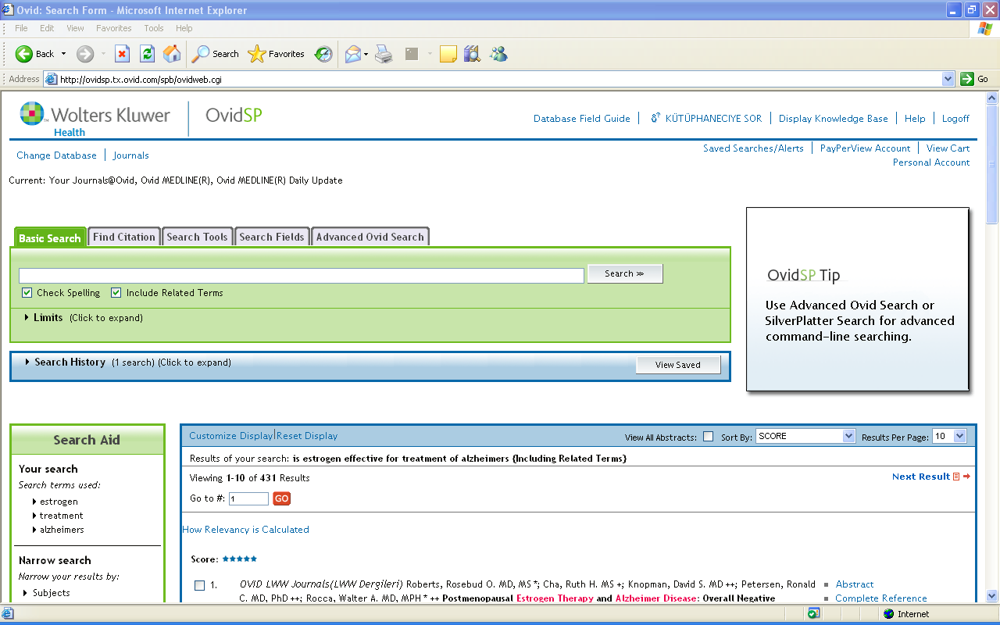 Ovid: Search Form - Microsoft Internet Explorer
File Edit View Favorites Tools Help
Back Search Favorites
Address http://ovidsp.tx.ovid.com/spb/ovidweb.cgi Go
Wolters Kluwer OvidSP
TM
Health
Database Field Guide KÜTÜPHANECIYE SOR Display Knowledge Base Help Logoff
Change Database Journals
Saved Searches/Alerts PayPerView Account View Cart
Personal Account
Current: Your Journals@Ovid, Ovid MEDLINE(R), Ovid MEDLINE(R) Daily Update
Basic Search Find Citation Search Tools Search Fields Advanced Ovid Search
Search >>
Check Spelling Include Related Terms
Limits (Click to expand)
Search History (1 search) (Click to expand) View Saved
OvidSP Tip
Use Advanced Ovid Search or
SilverPlatter Search for advanced
command-line searching.
Search Aid
Your search
Search terms used:
estrogen
treatment
alzheimers
Narrow search
Narrow your results by:
Subjects
Customize Display|Reset Display View All Abstracts: Sort By: SCORE Results Per Page: 10
Results of your search: is estrogen effective for treatment of alzheimers {Including Related Terms}
Viewing 1-10 of 431 Results Next Result
Go to #: 1 GO
How Relevancy is Calculated
Score:
1. OVID LWW Journals(LWW Dergileri) Roberts, Rosebud O. MD, MS *; Cha, Ruth H. MS +; Knopman, David S. MD ++; Petersen, Ronald Abstract
C. MD, PhD ++; Rocca, Walter A. MD, MPH * ++ Postmenopausal Estrogen Therapy and Alzheimer Disease: Overall Negative Complete Reference
Internet